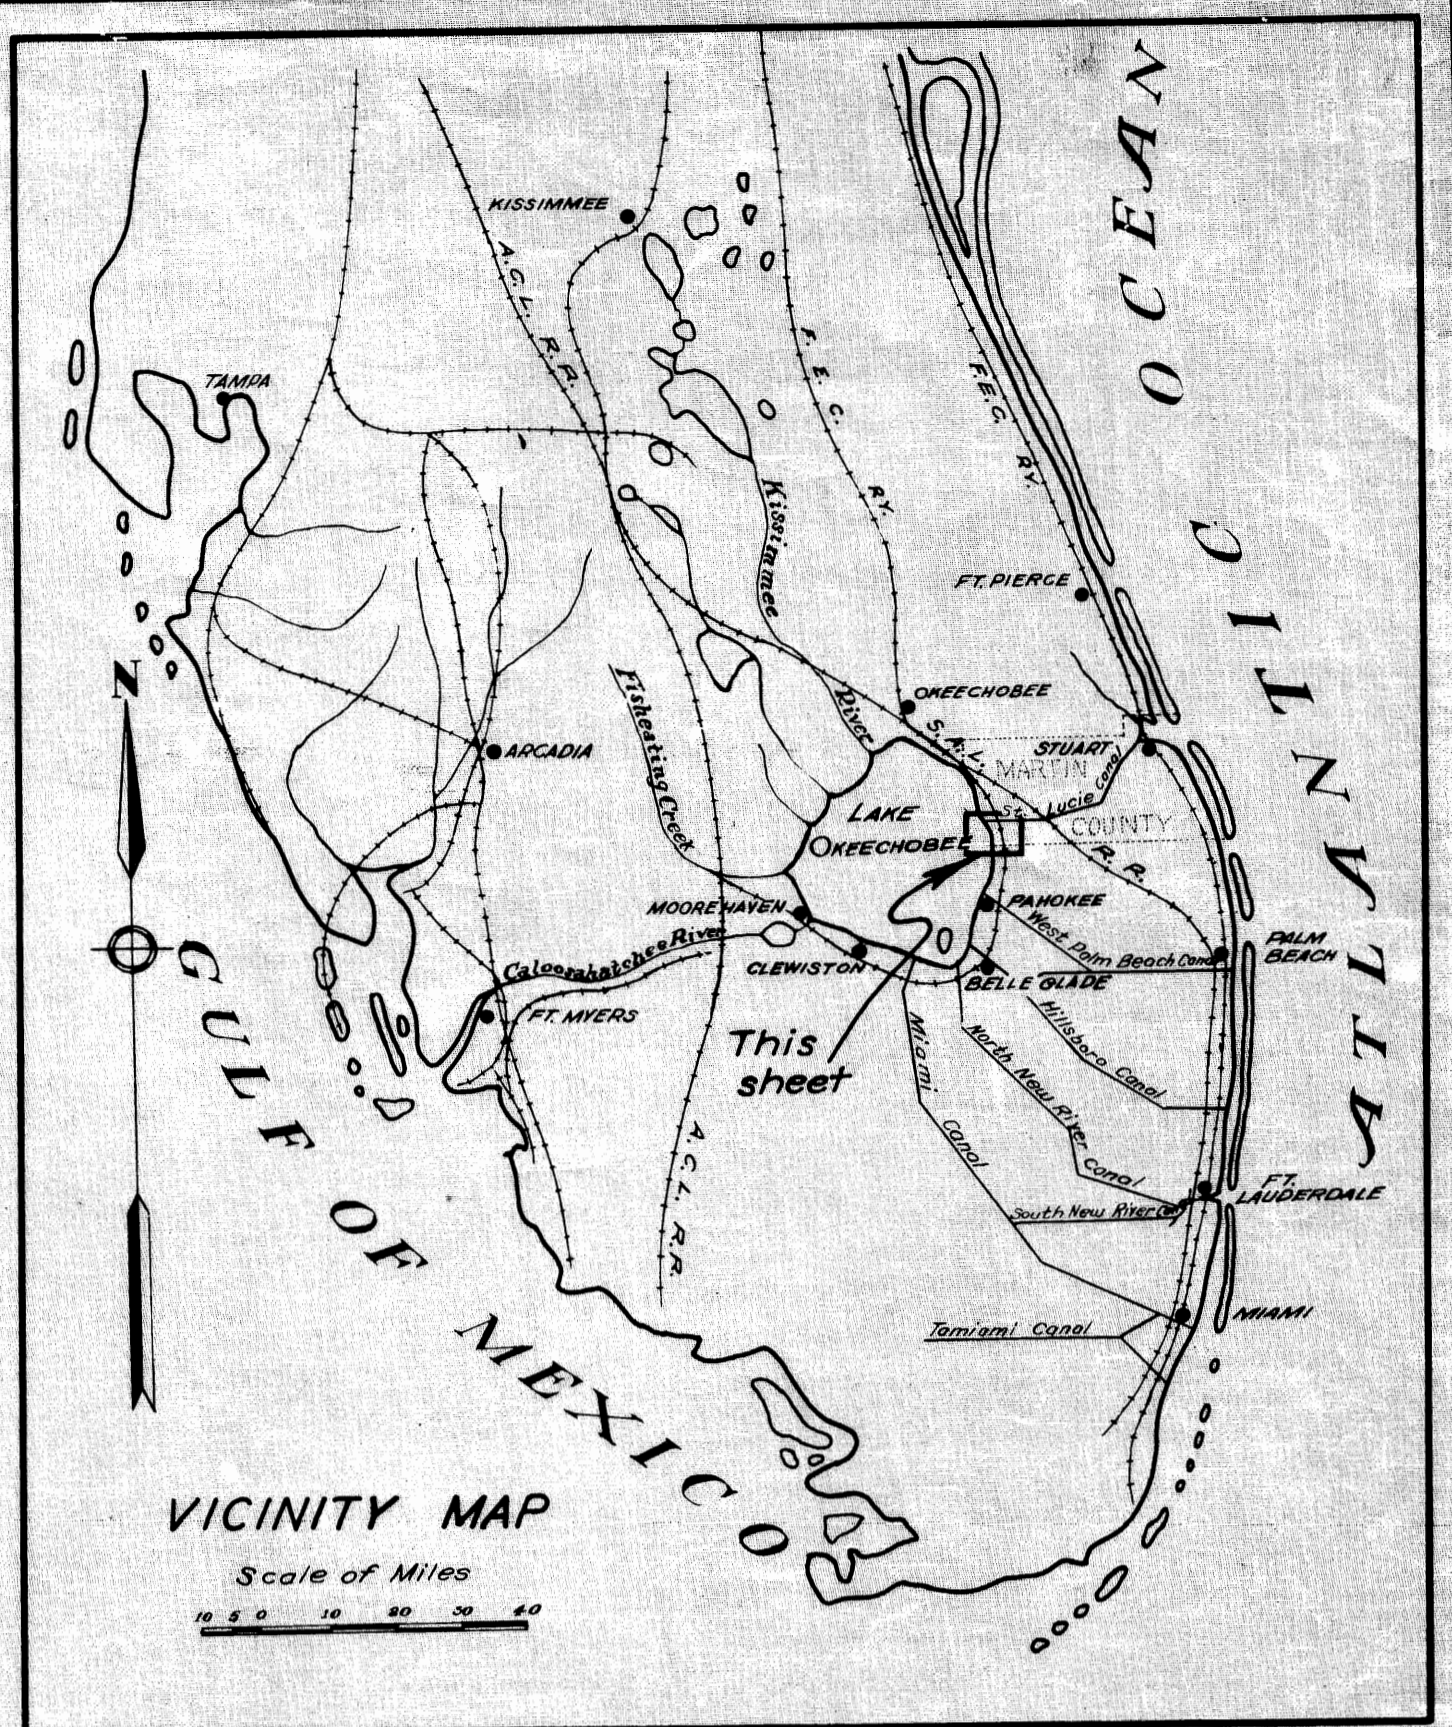 OCEAN
ATLANTIC
KISSIMMEE
A.C.L. R.R.
F. E. C. RY.
F.E.C. RY.
TAMPA
Kissimmee
River
FT. PIERCE
N
OKEECHOBEE
S. A. L.
R. R.
STUART
MARTIN
COUNTY
St. Lucie Canal
Fisheating Creek
ARCADIA
LAKE
OKEECHOBEE
MOORE HAVEN
PAHOKEE
West Palm Beach Canal
PALM
BEACH
Caloosahatchee River
CLEWISTON
BELLE GLADE
FT. MYERS
This
sheet
Miami
Canal
North New River
Canal
Hillsboro Canal
GULF OF MEXICO
A.C.L. R.R.
South New River Can.
FT.
LAUDERDALE
MIAMI
Tamiami Canal
VICINITY MAP
Scale of Miles
10 5 0 10 20 30 40